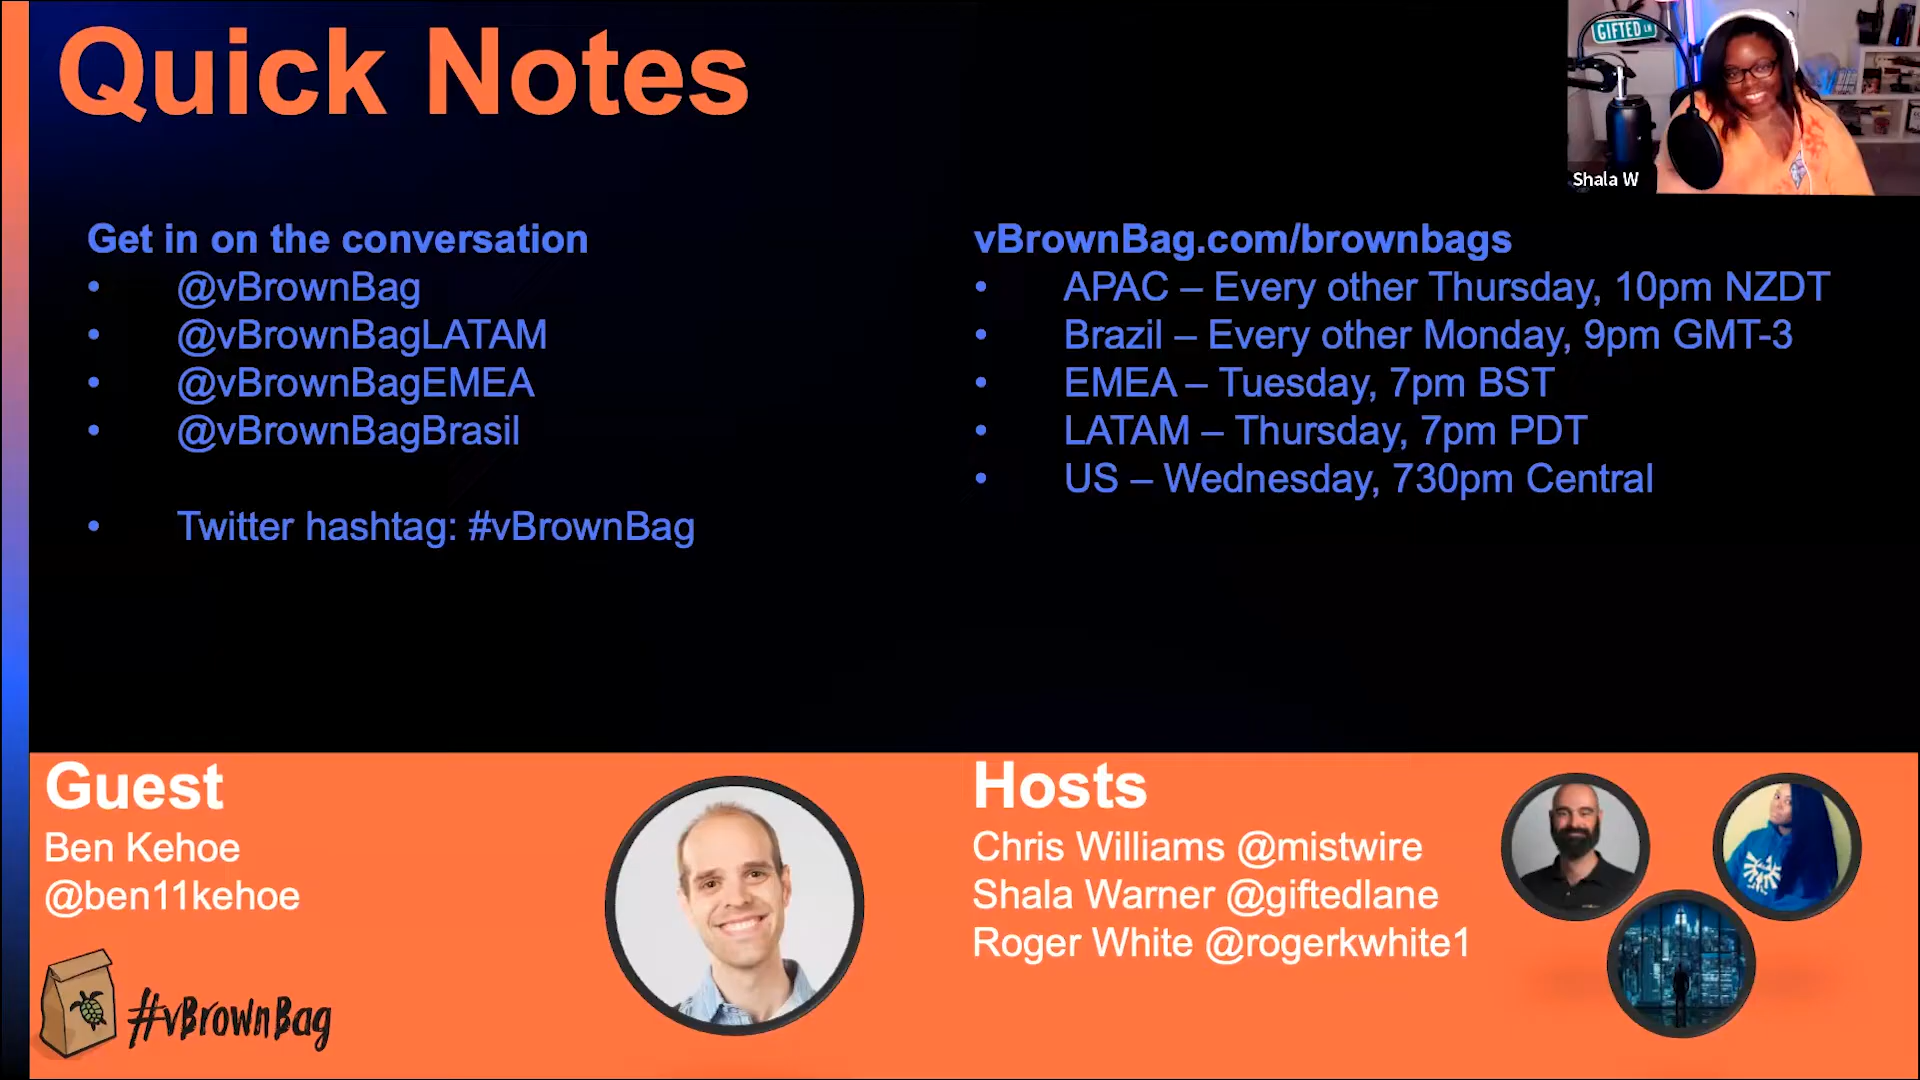 Quick Notes
GIFTED LN
Shala W
Get in on the conversation
• @vBrownBag
• @vBrownBagLATAM
• @vBrownBagEMEA
• @vBrownBagBrasil
• Twitter hashtag: #vBrownBag
vBrownBag.com/brownbags
• APAC – Every other Thursday, 10pm NZDT
• Brazil – Every other Monday, 9pm GMT-3
• EMEA – Tuesday, 7pm BST
• LATAM – Thursday, 7pm PDT
• US – Wednesday, 730pm Central
Guest
Ben Kehoe
@ben11kehoe
#vBrownBag
Hosts
Chris Williams @mistwire
Shala Warner @giftedlane
Roger White @rogerkwhite1